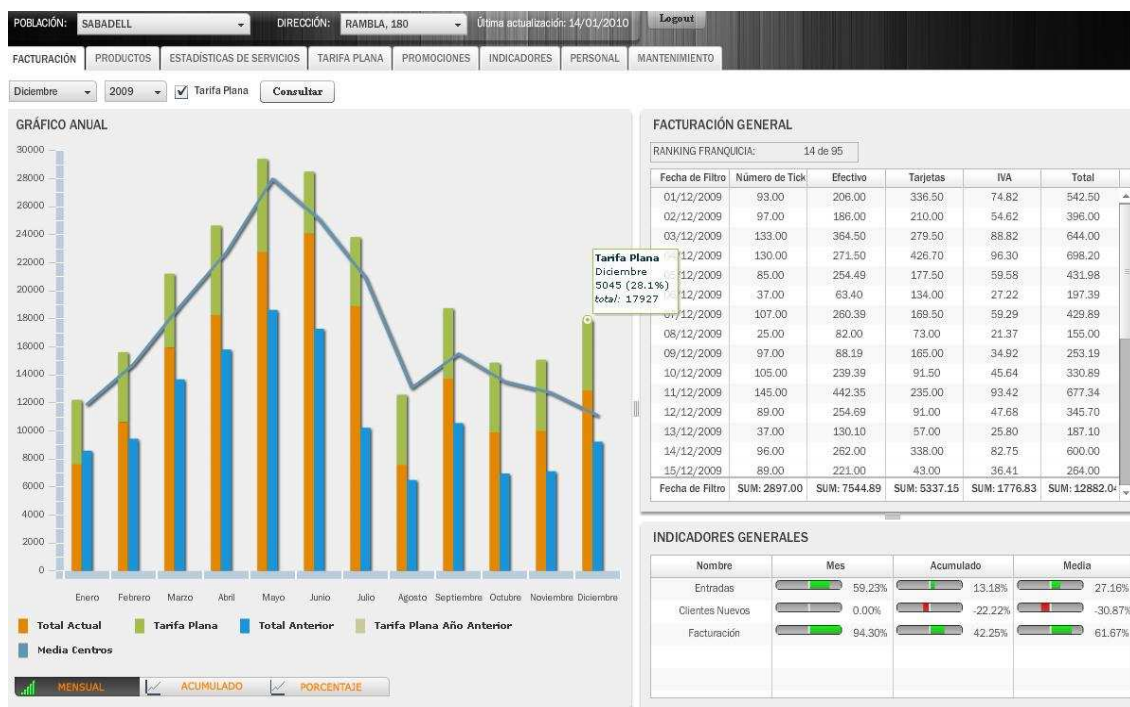 POBLACIÓN: SABADELL DIRECCIÓN: RAMBLA, 180 Última actualización: 14/01/2010 Logout
FACTURACIÓN PRODUCTOS ESTADÍSTICAS DE SERVICIOS TARIFA PLANA PROMOCIONES INDICADORES PERSONAL MANTENIMIENTO
Diciembre 2009 Tarifa Plana Consultar
GRÁFICO ANUAL
30000
28000
26000
24000
22000
20000
18000
16000
14000
12000
10000
8000
6000
4000
2000
0
Enero Febrero Marzo Abril Mayo Junio Julio Agosto Septiembre Octubre Noviembre Diciembre
Tarifa Plana
Diciembre
5045 (28.1%)
total: 17927
Total Actual Tarifa Plana Total Anterior Tarifa Plana Año Anterior
Media Centros
MENSUAL ACUMULADO PORCENTAJE
FACTURACIÓN GENERAL
RANKING FRANQUICIA: 14 de 95
Fecha de Filtro Número de Tick Efectivo Tarjetas IVA Total
01/12/2009 93.00 206.00 336.50 74.82 542.50
02/12/2009 97.00 186.00 210.00 54.62 396.00
03/12/2009 133.00 364.50 279.50 88.82 644.00
130.00 271.50 426.70 96.30 698.20
12/2009 85.00 254.49 177.50 59.58 431.98
12/2009 37.00 63.40 134.00 27.22 197.39
07/12/2009 107.00 260.39 169.50 59.29 429.89
08/12/2009 25.00 82.00 73.00 21.37 155.00
09/12/2009 97.00 88.19 165.00 34.92 253.19
10/12/2009 105.00 239.39 91.50 45.64 330.89
11/12/2009 145.00 442.35 235.00 93.42 677.34
12/12/2009 89.00 254.69 91.00 47.68 345.70
13/12/2009 37.00 130.10 57.00 25.80 187.10
14/12/2009 96.00 262.00 338.00 82.75 600.00
15/12/2009 89.00 221.00 43.00 36.41 264.00
Fecha de Filtro SUM: 2897.00 SUM: 7544.89 SUM: 5337.15 SUM: 1776.83 SUM: 12882.04
INDICADORES GENERALES
Nombre Mes Acumulado Media
Entradas 59.23% 13.18% 27.16%
Clientes Nuevos 0.00% -22.22% -30.87%
Facturación 94.30% 42.25% 61.67%